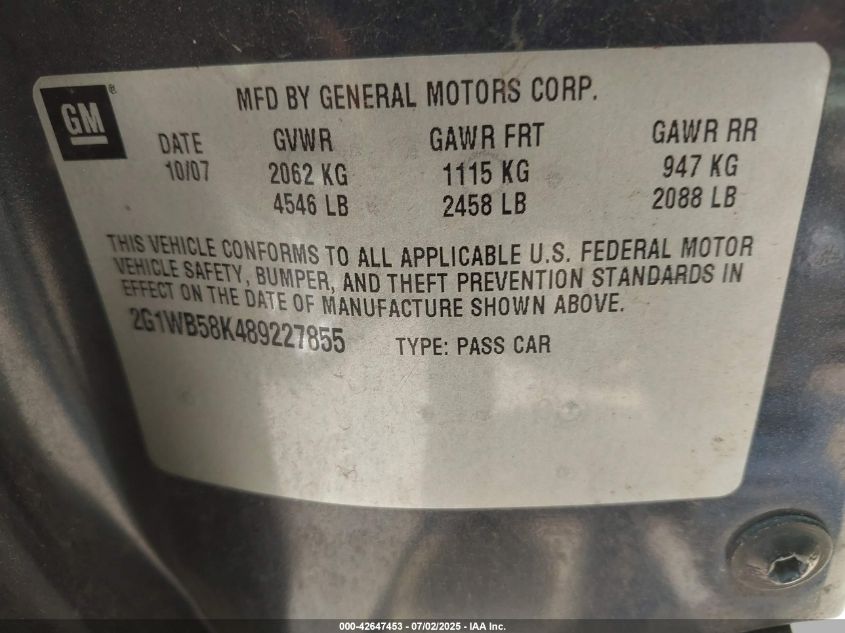 GM®
MFD BY GENERAL MOTORS CORP.
DATE GVWR GAWR FRT GAWR RR
10/07 2062 KG 1115 KG 947 KG
4546 LB 2458 LB 2088 LB
THIS VEHICLE CONFORMS TO ALL APPLICABLE U.S. FEDERAL MOTOR
VEHICLE SAFETY, BUMPER, AND THEFT PREVENTION STANDARDS IN
EFFECT ON THE DATE OF MANUFACTURE SHOWN ABOVE.
2G1WB58K489227855 TYPE: PASS CAR
000-42647453 - 07/02/2025 - IAA Inc.